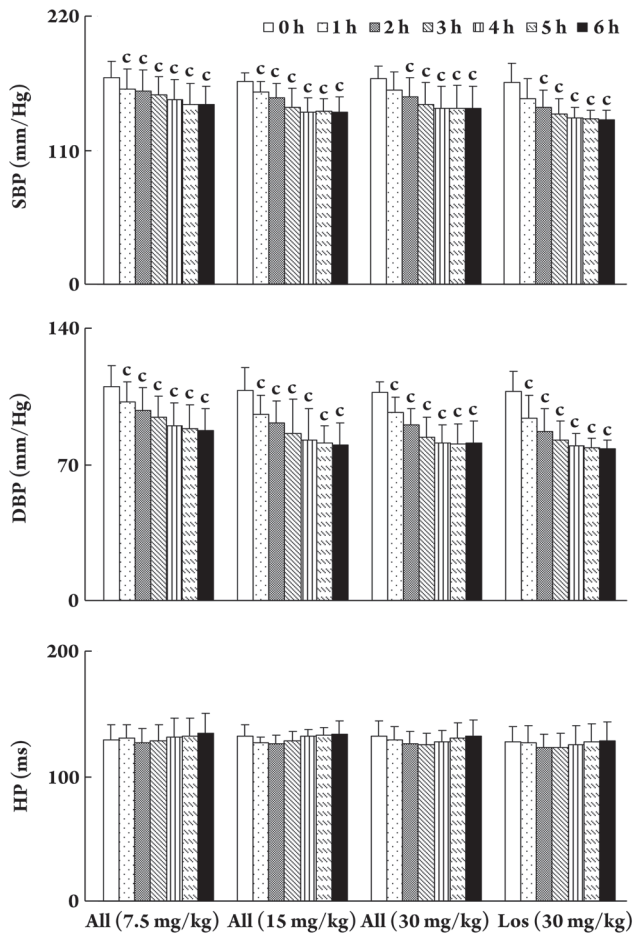 220
0 h 1 h 2 h 3 h 4 h 5 h 6 h
c c c c c c c c c c c c c c c c c c c c c c
SBP (mm/Hg)
110
0
140
c c c c c c c c c c c c c c c c c c c c c c c c
DBP (mm/Hg)
70
0
200
HP (ms)
100
0
All (7.5 mg/kg) All (15 mg/kg) All (30 mg/kg) Los (30 mg/kg)